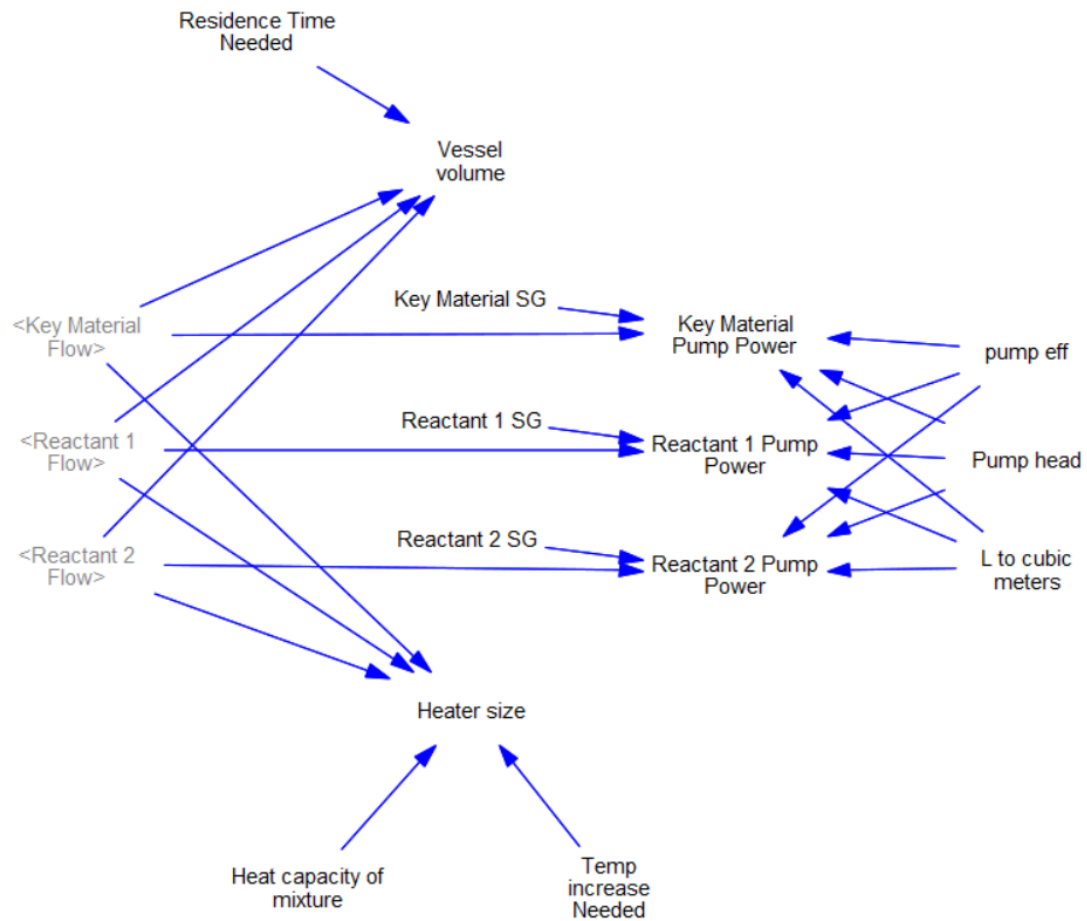 Residence Time
Needed
Vessel
volume
<Key Material
Flow>
Key Material SG
Key Material
Pump Power
pump eff
<Reactant 1
Flow>
Reactant 1 SG
Reactant 1 Pump
Power
Pump head
<Reactant 2
Flow>
Reactant 2 SG
Reactant 2 Pump
Power
L to cubic
meters
Heater size
Heat capacity of
mixture
Temp
increase
Needed